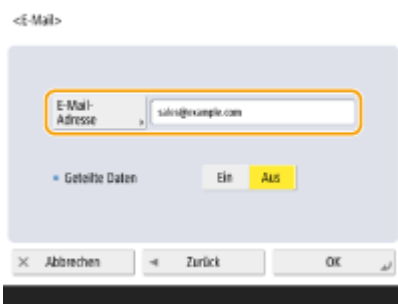 <E-Mail>
E-Mail-
Adresse
sales@example.com
Geteilte Daten
Ein
Aus
Abbrechen
Zurück
OK